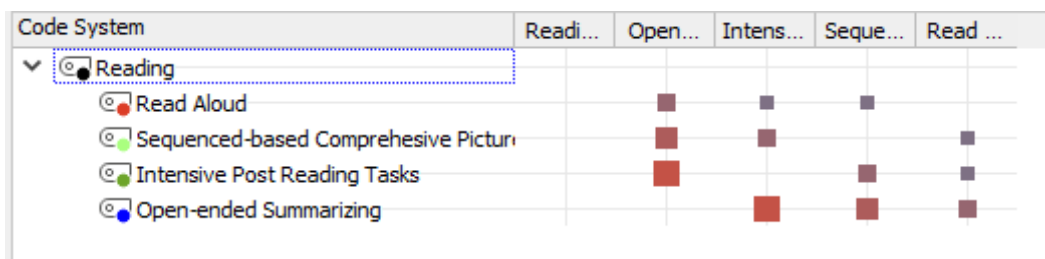 Code System Readi... Open... Intens... Seque... Read ...
Reading
Read Aloud
Sequenced-based Comprehesive Picture
Intensive Post Reading Tasks
Open-ended Summarizing